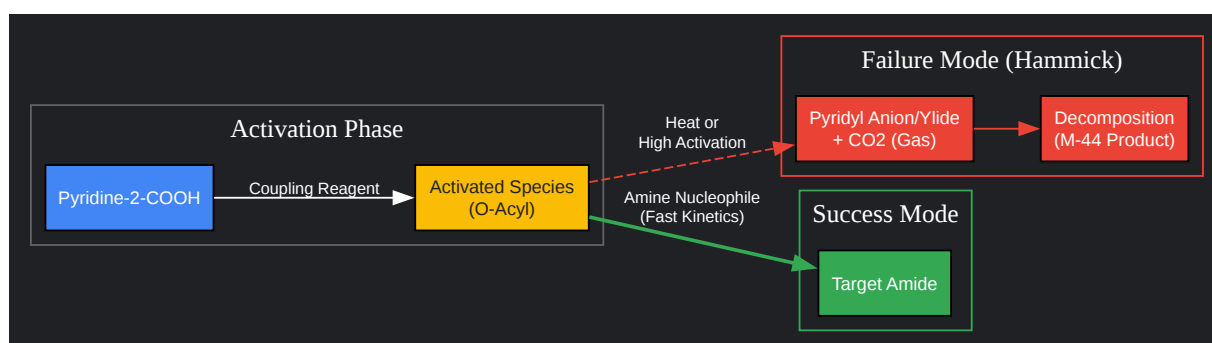 Failure Mode (Hammick)
Activation Phase
Pyridine-2-COOH
Coupling Reagent
Activated Species
(O-Acyl)
Heat or
High Activation
Pyridyl Anion/Ylide
+ CO2 (Gas)
Decomposition
(M-44 Product)
Amine Nucleophile
(Fast Kinetics)
Success Mode
Target Amide